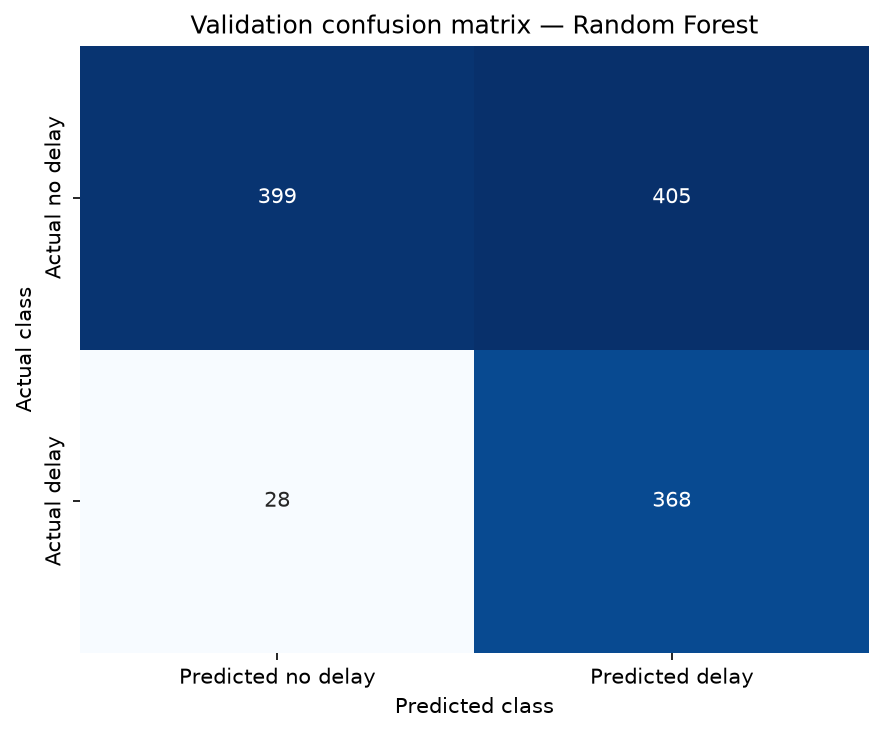 Validation confusion matrix — Random Forest
Actual class
Actual no delay
399
405
Actual delay
28
368
Predicted no delay
Predicted delay
Predicted class